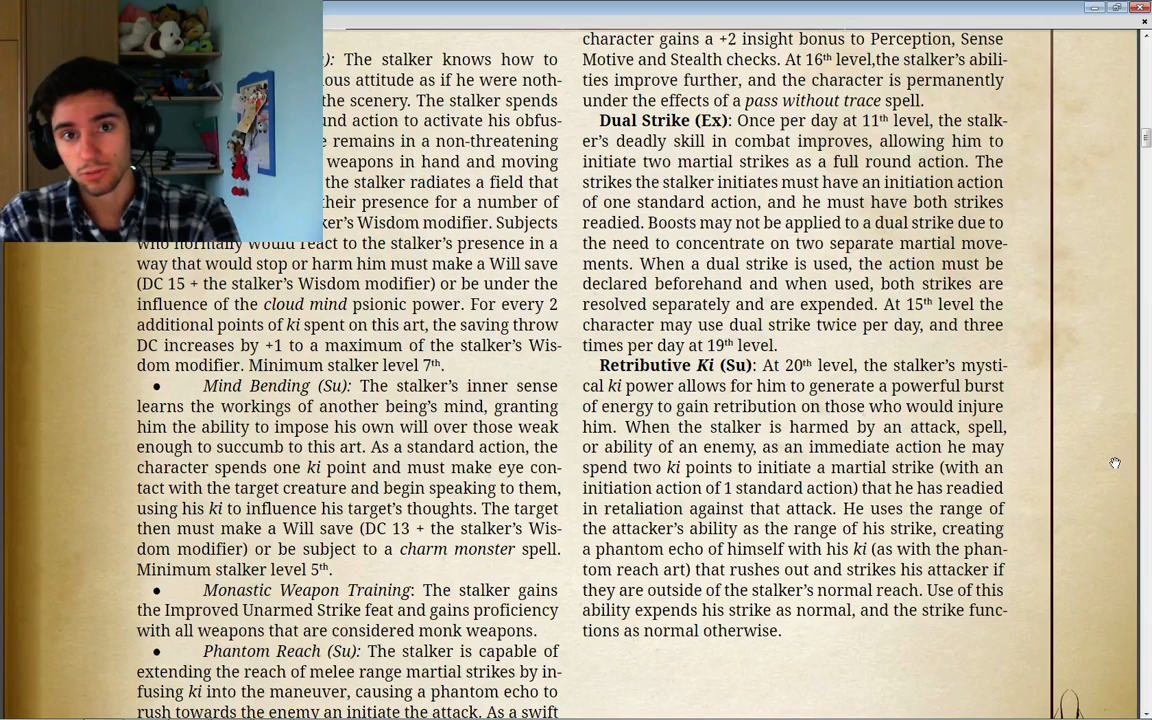 ): The stalker knows how to
ous attitude as if he were noth-
the scenery. The stalker spends
und action to activate his obfus-
e remains in a non-threatening
weapons in hand and moving
the stalker radiates a field that
their presence for a number of
ker’s Wisdom modifier. Subjects
who normally would react to the stalker’s presence in a
way that would stop or harm him must make a Will save
(DC 15 + the stalker’s Wisdom modifier) or be under the
influence of the cloud mind psionic power. For every 2
additional points of ki spent on this art, the saving throw
DC increases by +1 to a maximum of the stalker’s Wis-
dom modifier. Minimum stalker level 7th.
• Mind Bending (Su): The stalker’s inner sense
learns the workings of another being’s mind, granting
him the ability to impose his own will over those weak
enough to succumb to this art. As a standard action, the
character spends one ki point and must make eye con-
tact with the target creature and begin speaking to them,
using his ki to influence his target’s thoughts. The target
then must make a Will save (DC 13 + the stalker’s Wis-
dom modifier) or be subject to a charm monster spell.
Minimum stalker level 5th.
• Monastic Weapon Training: The stalker gains
the Improved Unarmed Strike feat and gains proficiency
with all weapons that are considered monk weapons.
• Phantom Reach (Su): The stalker is capable of
extending the reach of melee range martial strikes by in-
fusing ki into the maneuver, causing a phantom echo to
rush towards the enemy an initiate the attack. As a swift
character gains a +2 insight bonus to Perception, Sense
Motive and Stealth checks. At 16th level,the stalker’s abili-
ties improve further, and the character is permanently
under the effects of a pass without trace spell.
Dual Strike (Ex): Once per day at 11th level, the stalk-
er’s deadly skill in combat improves, allowing him to
initiate two martial strikes as a full round action. The
strikes the stalker initiates must have an initiation action
of one standard action, and he must have both strikes
readied. Boosts may not be applied to a dual strike due to
the need to concentrate on two separate martial move-
ments. When a dual strike is used, the action must be
declared beforehand and when used, both strikes are
resolved separately and are expended. At 15th level the
character may use dual strike twice per day, and three
times per day at 19th level.
Retributive Ki (Su): At 20th level, the stalker’s mysti-
cal ki power allows for him to generate a powerful burst
of energy to gain retribution on those who would injure
him. When the stalker is harmed by an attack, spell,
or ability of an enemy, as an immediate action he may
spend two ki points to initiate a martial strike (with an
initiation action of 1 standard action) that he has readied
in retaliation against that attack. He uses the range of
the attacker’s ability as the range of his strike, creating
a phantom echo of himself with his ki (as with the phan-
tom reach art) that rushes out and strikes his attacker if
they are outside of the stalker’s normal reach. Use of this
ability expends his strike as normal, and the strike func-
tions as normal otherwise.